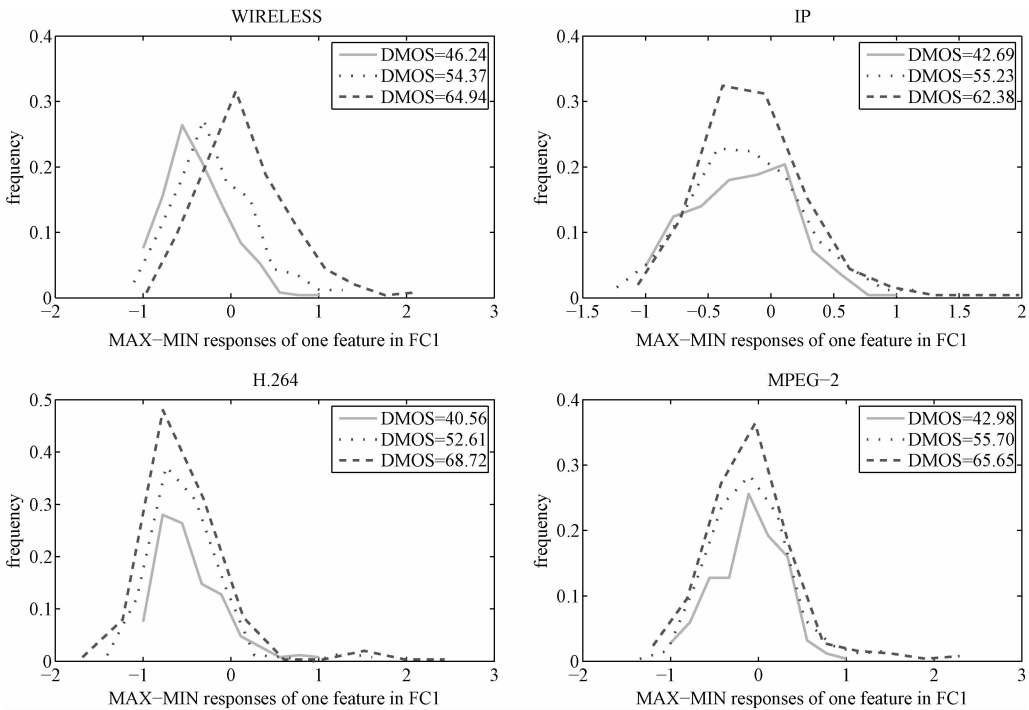 WIRELESS
0.4
0.3
0.2
0.1
0
frequency
DMOS=46.24
DMOS=54.37
DMOS=64.94
−2 −1 0 1 2 3
MAX−MIN responses of one feature in FC1
IP
0.4
0.3
0.2
0.1
0
frequency
DMOS=42.69
DMOS=55.23
DMOS=62.38
−1.5 −1 −0.5 0 0.5 1 1.5 2
MAX−MIN responses of one feature in FC1
H.264
0.5
0.4
0.3
0.2
0.1
0
frequency
DMOS=40.56
DMOS=52.61
DMOS=68.72
−2 −1 0 1 2 3
MAX−MIN responses of one feature in FC1
MPEG−2
0.4
0.3
0.2
0.1
0
frequency
DMOS=42.98
DMOS=55.70
DMOS=65.65
−2 −1 0 1 2 3
MAX−MIN responses of one feature in FC1